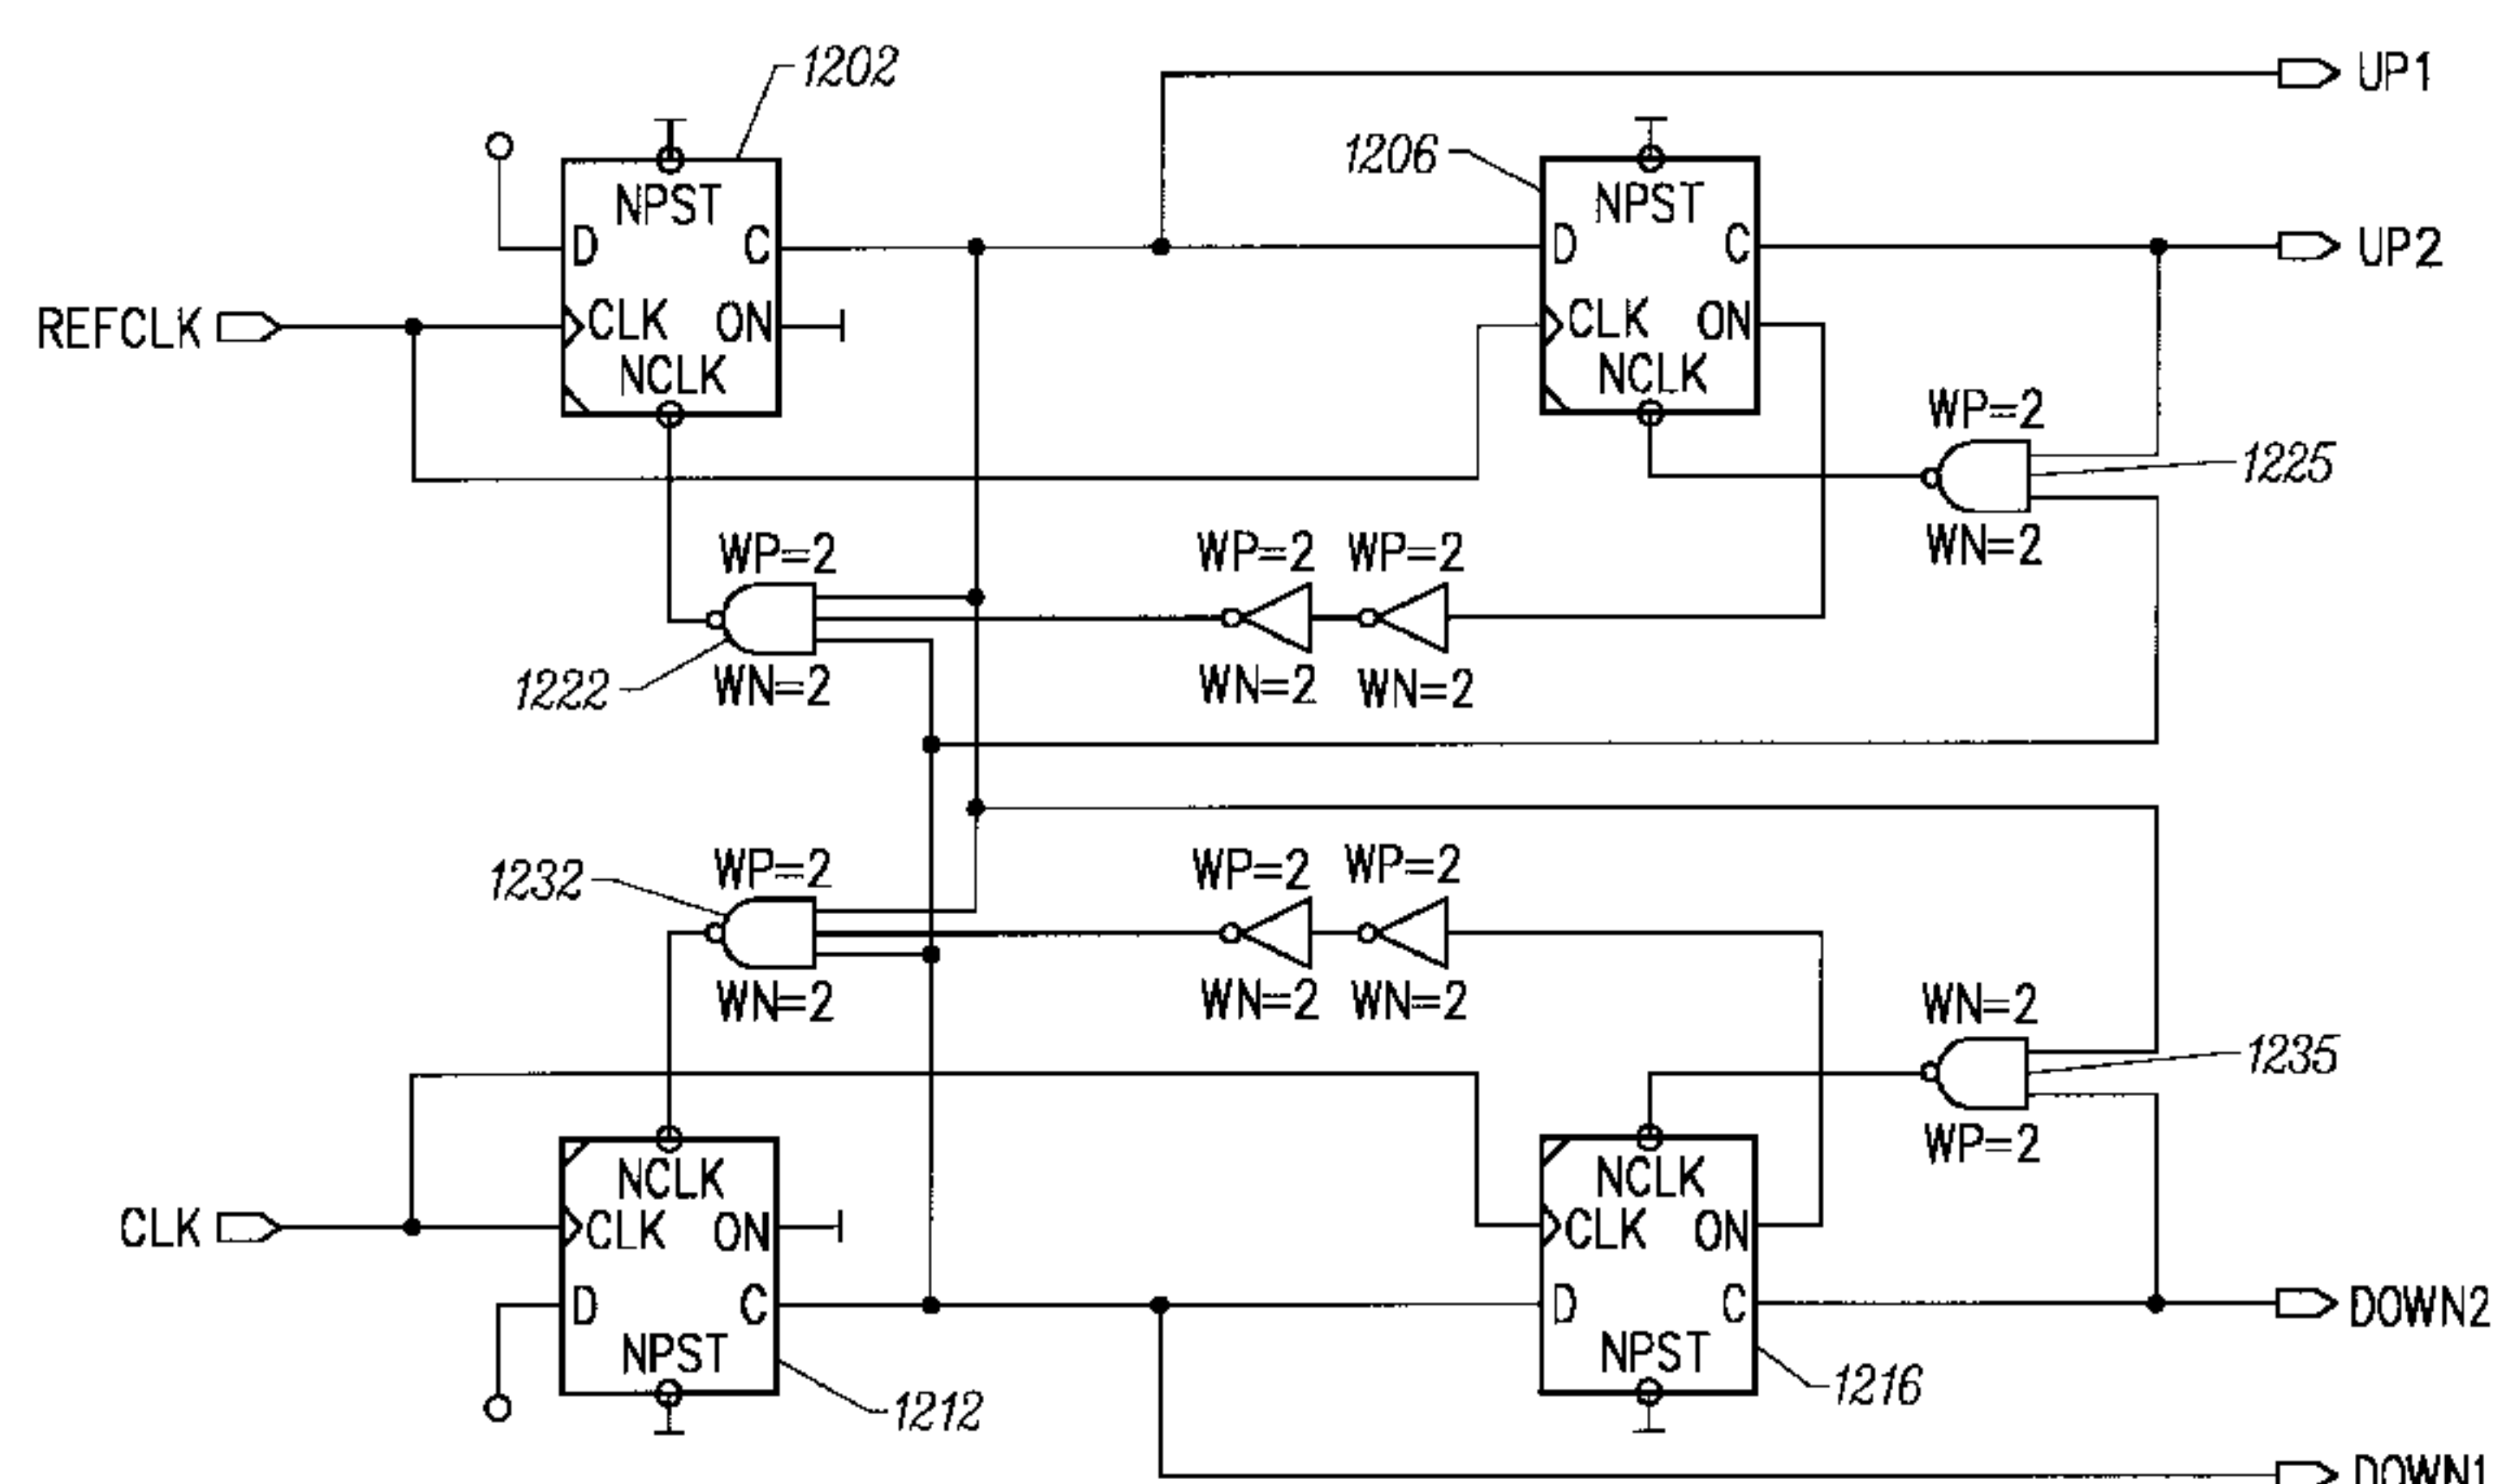 1202
UP1
1206
NPST
NPST
D
C
D
C
UP2
REFCLK
CLK
ON
CLK
ON
NCLK
NCLK
WP=2
1225
WN=2
WP=2
WP=2
WP=2
1222
WN=2
WN=2
WN=2
1232
WP=2
WP=2
WP=2
WN=2
WN=2
WN=2
WN=2
1235
WP=2
NCLK
NCLK
CLK
CLK
ON
CLK
ON
D
C
D
C
DOWN2
NPST
NPST
1212
1216
DOWN1